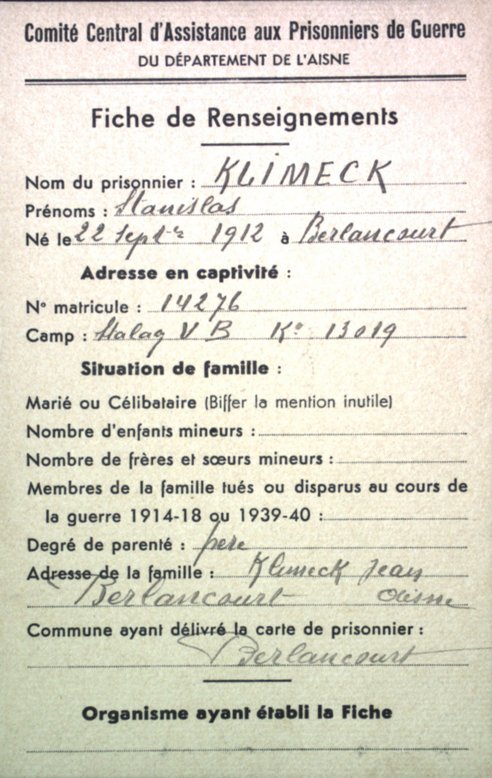 Comité Central d'Assistance aux Prisonniers de Guerre
DU DÉPARTEMENT DE L'AISNE
Fiche de Renseignements
Nom du prisonnier : KLIMECK
Prénoms : Stanislas
Né le 22 Septre 1912 à Berlancourt
Adresse en captivité :
N° matricule : 14276
Camp : Stalag V B Ko 13019
Situation de famille :
Marié ou Célibataire (Biffer la mention inutile)
Nombre d'enfants mineurs :
Nombre de frères et sœurs mineurs :
Membres de la famille tués ou disparus au cours de
la guerre 1914-18 ou 1939-40 :
Degré de parenté : père
Adresse de la famille : Klimeck Jean
Berlancourt Aisne
Commune ayant délivré la carte de prisonnier :
Berlancourt
Organisme ayant établi la Fiche